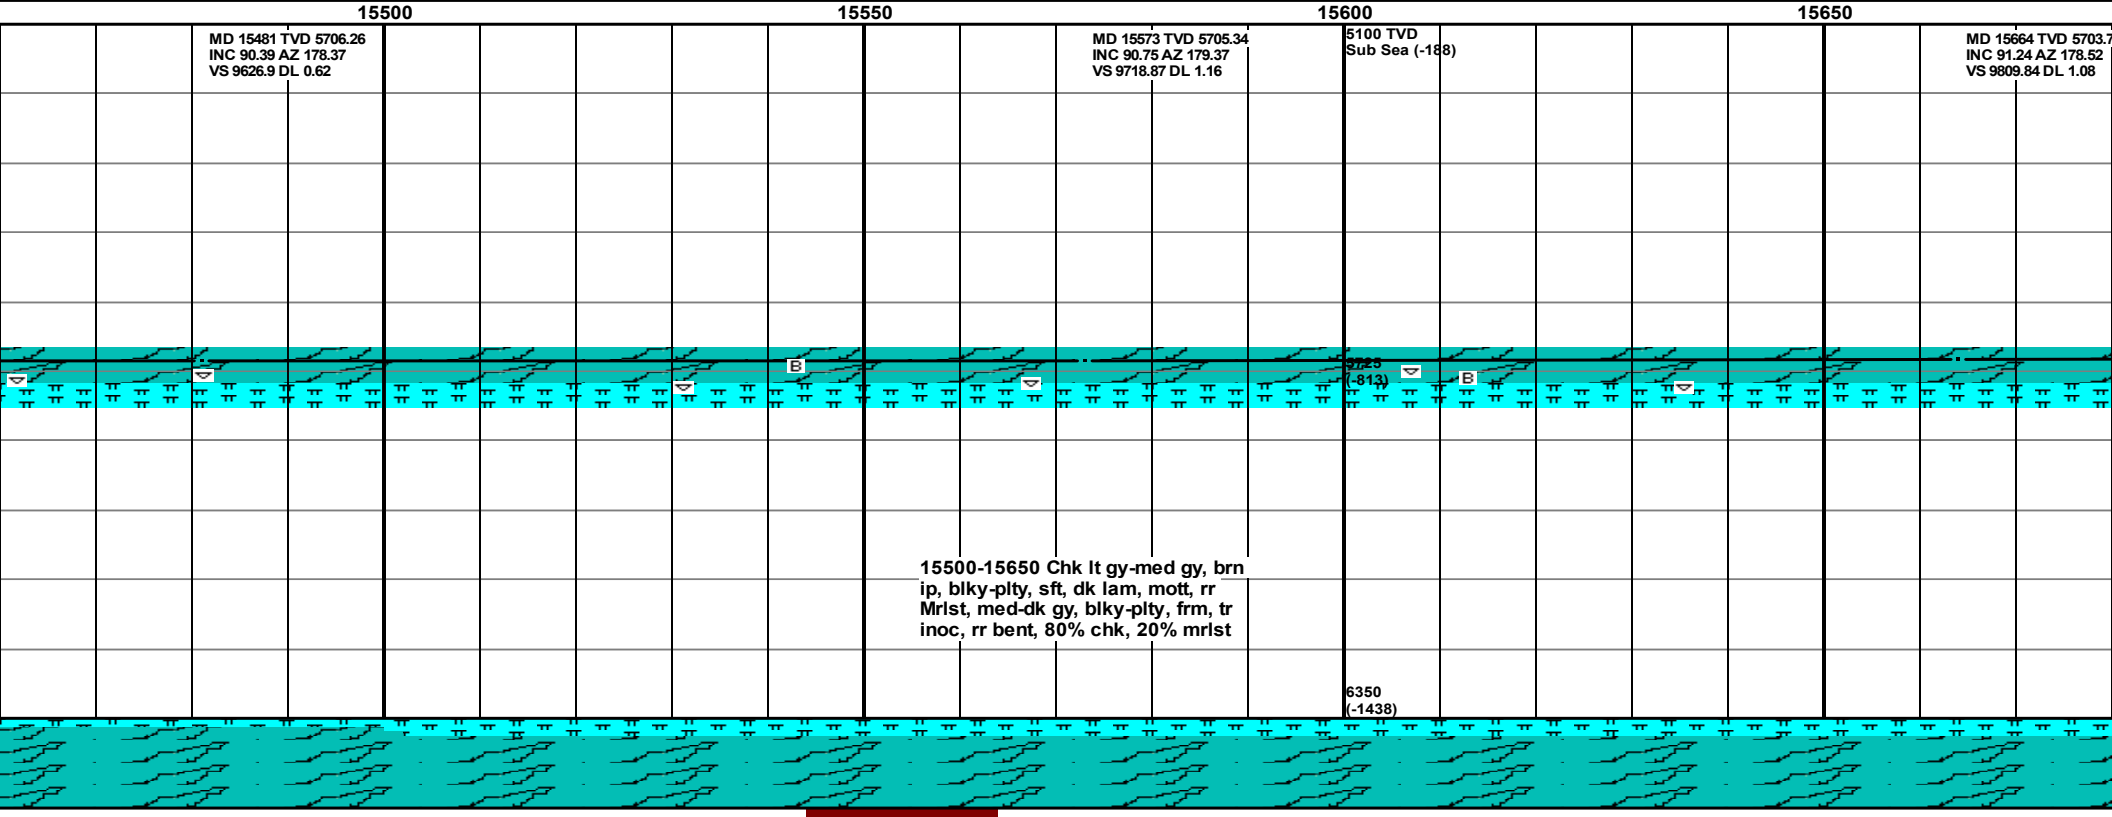 15500
15550
15600
15650
MD 15481 TVD 5706.26
INC 90.39 AZ 178.37
VS 9626.9 DL 0.62
MD 15573 TVD 5705.34
INC 90.75 AZ 179.37
VS 9718.87 DL 1.16
5100 TVD
Sub Sea (-188)
MD 15664 TVD 5703.7
INC 91.24 AZ 178.52
VS 9809.84 DL 1.08
B
5725
(-813)
B
15500-15650 Chk lt gy-med gy, brn
ip, blky-plty, sft, dk lam, mott, rr
Mrlst, med-dk gy, blky-plty, frm, tr
inoc, rr bent, 80% chk, 20% mrlst
6350
(-1438)